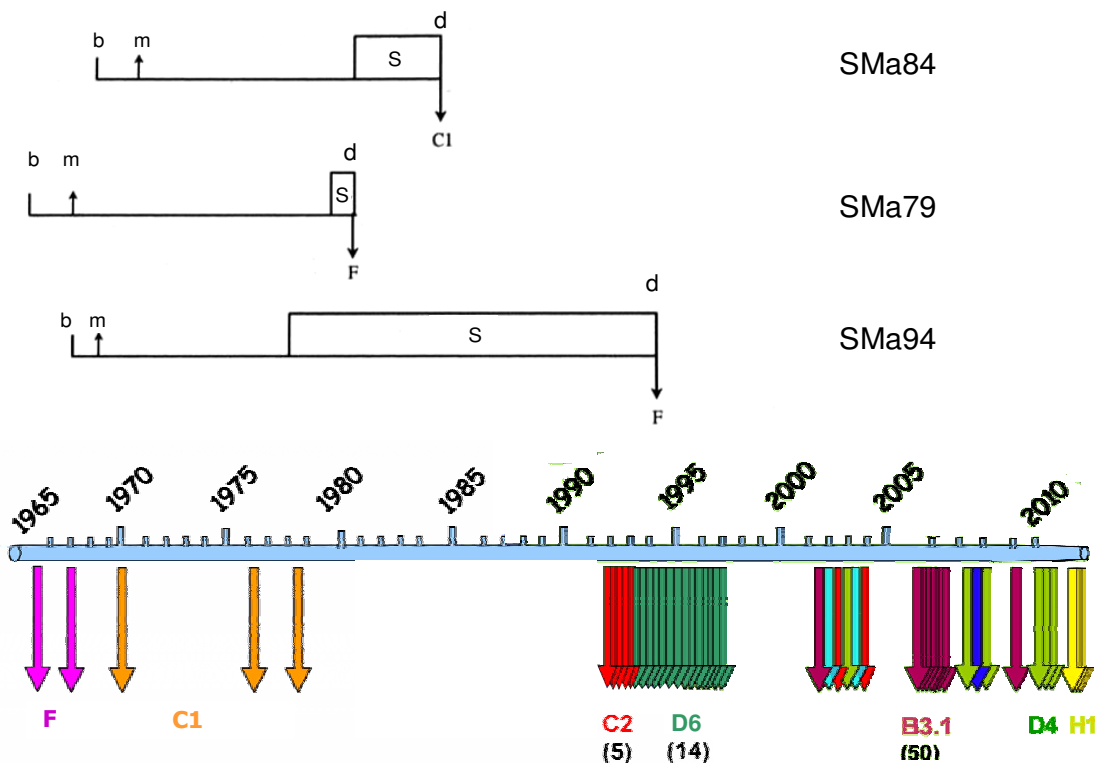 d
b m
S
SMa84
C1
d
b m
S
SMa79
F
d
b m
S
SMa94
F
1965 1970 1975 1980 1985 1990 1995 2000 2005 2010
F C1 C2 D6 B3.1 D4 H1
(5) (14) (50)